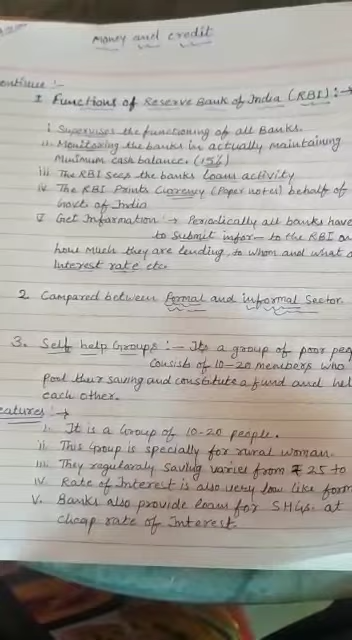 Money and credit
ontinue :-
I Functions of Reserve Bank of India (RBI) :→
i. Supervises the functioning of all Banks.
ii. Monitoring the banks in actually maintaining
Minimum cash balance. (15%)
iii. The RBI sees the banks loans activity
iv The RBI Prints Currency (Paper notes) behalf of
Govt. of India
V Get Information :→ Periodically all banks have
to Submit infor— to the RBI on
how much they are lending, to whom and what a
Interest rate etc.
2. Compared between Formal and informal Sector.
3. Self help Groups :- Its a group of poor peop
Consists of 10-20 members who
pool their saving and constitute a fund and hel
each other.
eatures :→
i. It is a Group of 10-20 people.
ii. This Group is specially for rural woman.
iii. They regularaly saving varies from ₹ 25 to
iv Rate of Interest is also very low like form
V. Banks also provide loans for SHGs. at
cheap rate of Interest.